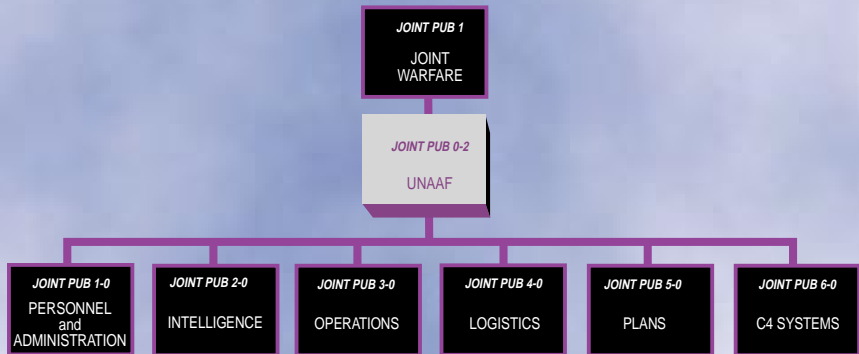 JOINT PUB 1
JOINT
WARFARE
JOINT PUB 0-2
UNAAF
JOINT PUB 1-0
PERSONNEL
and
ADMINISTRATION
JOINT PUB 2-0
INTELLIGENCE
JOINT PUB 3-0
OPERATIONS
JOINT PUB 4-0
LOGISTICS
JOINT PUB 5-0
PLANS
JOINT PUB 6-0
C4 SYSTEMS